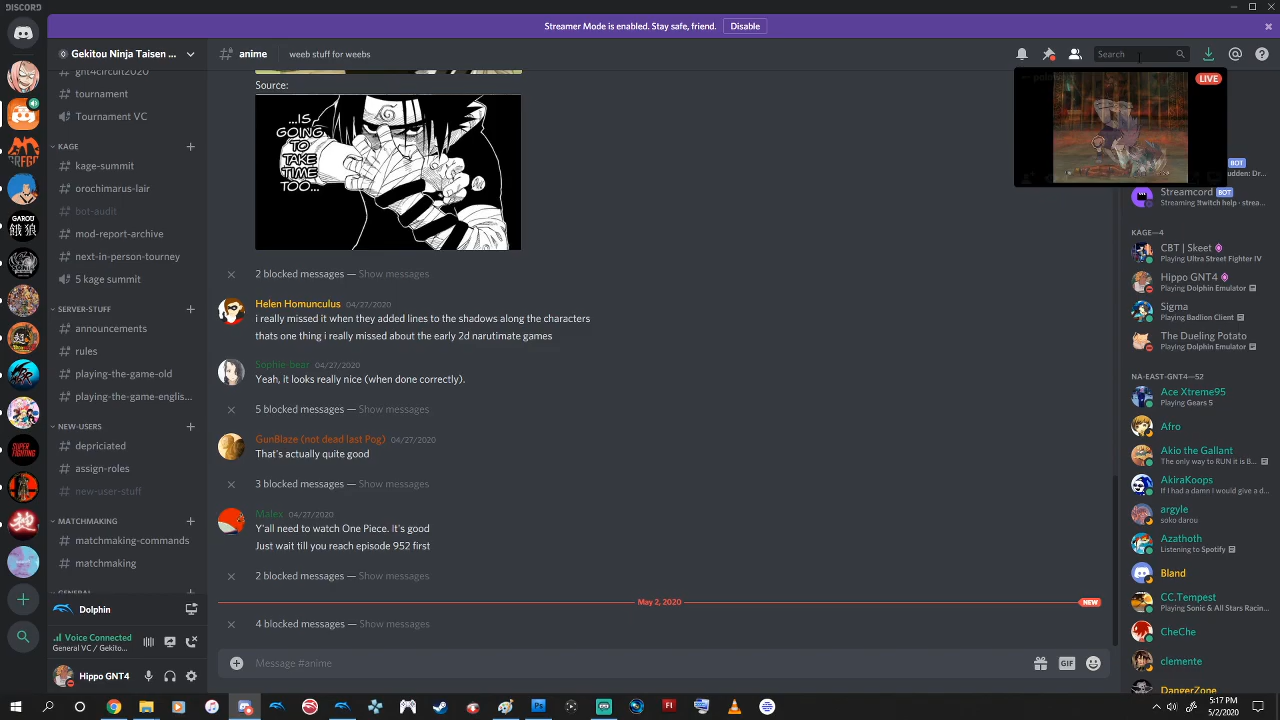 DISCORD
Streamer Mode is enabled. Stay safe, friend. Disable
Gekitou Ninja Taisen ...
anime weeb stuff for weebs
Search
gnt4circuit2020
tournament
Tournament VC
KAGE
kage-summit
orochimarus-lair
bot-audit
mod-report-archive
next-in-person-tourney
5 kage summit
SERVER-STUFF
announcements
rules
playing-the-game-old
playing-the-game-englis...
NEW-USERS
depriciated
assign-roles
new-user-stuff
MATCHMAKING
matchmaking-commands
matchmaking
GENERAL
Dolphin
Voice Connected
General VC / Gekito...
Hippo GNT4
Source:
...IS
GOING
TO
TAKE
TIME
TOO...
2 blocked messages — Show messages
Helen Homunculus 04/27/2020
i really missed it when they added lines to the shadows along the characters
thats one thing i really missed about the early 2d narutimate games
Sophie-bear 04/27/2020
Yeah, it looks really nice (when done correctly).
5 blocked messages — Show messages
GunBlaze (not dead last Pog) 04/27/2020
That's actually quite good
3 blocked messages — Show messages
Malex 04/27/2020
Y'all need to watch One Piece. It's good
Just wait till you reach episode 952 first
2 blocked messages — Show messages
May 2, 2020 NEW
4 blocked messages — Show messages
Message #anime
GIF
LIVE
BOT
udden: Dr...
Streamcord BOT
Streaming !twitch help · strea...
KAGE—4
CBT | Skeet
Playing Ultra Street Fighter IV
Hippo GNT4
Playing Dolphin Emulator
Sigma
Playing Badlion Client
The Dueling Potato
Playing Dolphin Emulator
NA-EAST-GNT4—52
Ace Xtreme95
Playing Gears 5
Afro
Akio the Gallant
The only way to RUN it is B...
AkiraKoops
If I had a damn I would give a d...
argyle
soko darou
Azathoth
Listening to Spotify
Bland
CC.Tempest
Playing Sonic & All Stars Racin...
CheChe
clemente
DangerZone
5:17 PM
5/2/2020